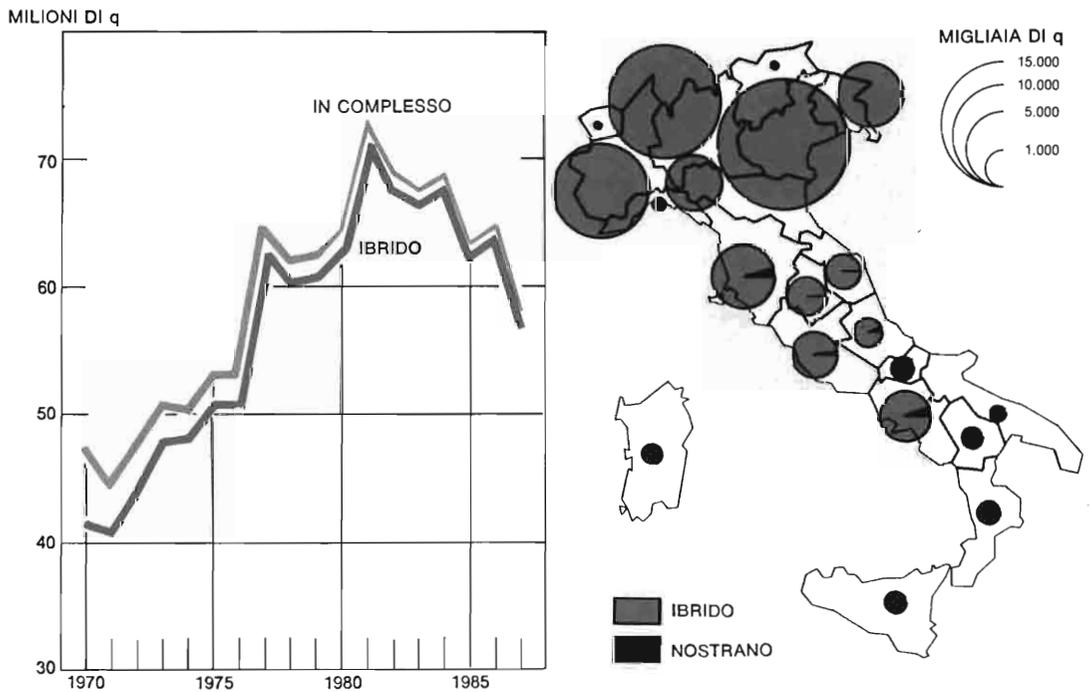 MILIONI DI q
70
60
50
40
30
1970
1975
1980
1985
IN COMPLESSO
IBRIDO
MIGLIAIA DI q
15.000
10.000
5.000
1.000
IBRIDO
NOSTRANO